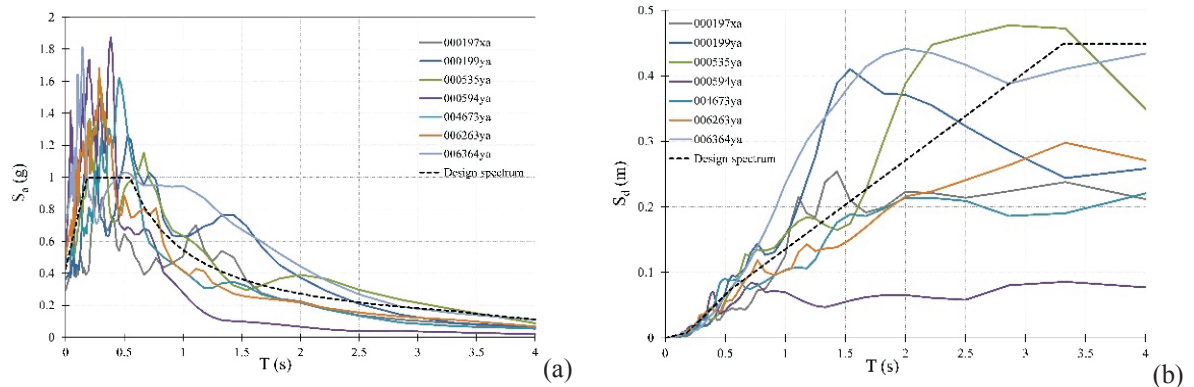 2
1.8
1.6
1.4
1.2
1
0.8
0.6
0.4
0.2
0
S_a (g)
000197xa
000199ya
000535ya
000594ya
004673ya
006263ya
006364ya
Design spectrum
0 0.5 1 1.5 2 2.5 3 3.5 4
T (s)
(a)
0.5
0.4
0.3
0.2
0.1
0
S_d (m)
000197xa
000199ya
000535ya
000594ya
004673ya
006263ya
006364ya
Design spectrum
0 0.5 1 1.5 2 2.5 3 3.5 4
T (s)
(b)